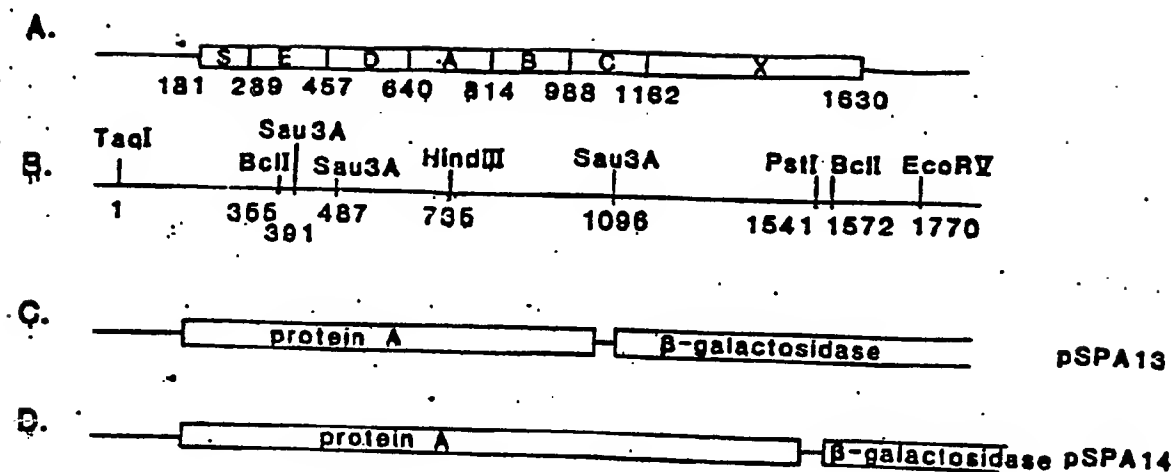 A.
S E D A B C X
181 289 457 640 814 988 1162 1630
B.
TaqI BclI Sau3A Sau3A HindIII Sau3A PstI BclI EcoRV
1 365 391 487 735 1096 1541 1572 1770
C.
protein A β-galactosidase pSPA13
D.
protein A β-galactosidase pSPA14